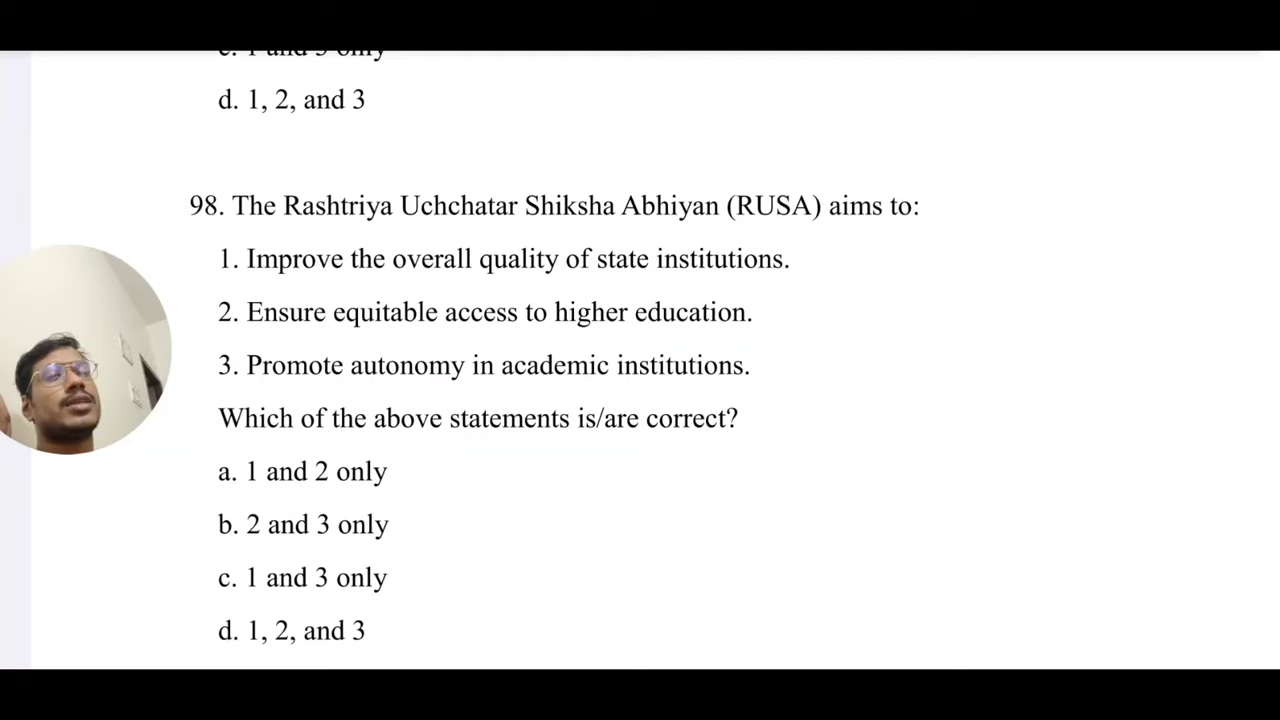 d. 1, 2, and 3
98. The Rashtriya Uchchatar Shiksha Abhiyan (RUSA) aims to:
1. Improve the overall quality of state institutions.
2. Ensure equitable access to higher education.
3. Promote autonomy in academic institutions.
Which of the above statements is/are correct?
a. 1 and 2 only
b. 2 and 3 only
c. 1 and 3 only
d. 1, 2, and 3